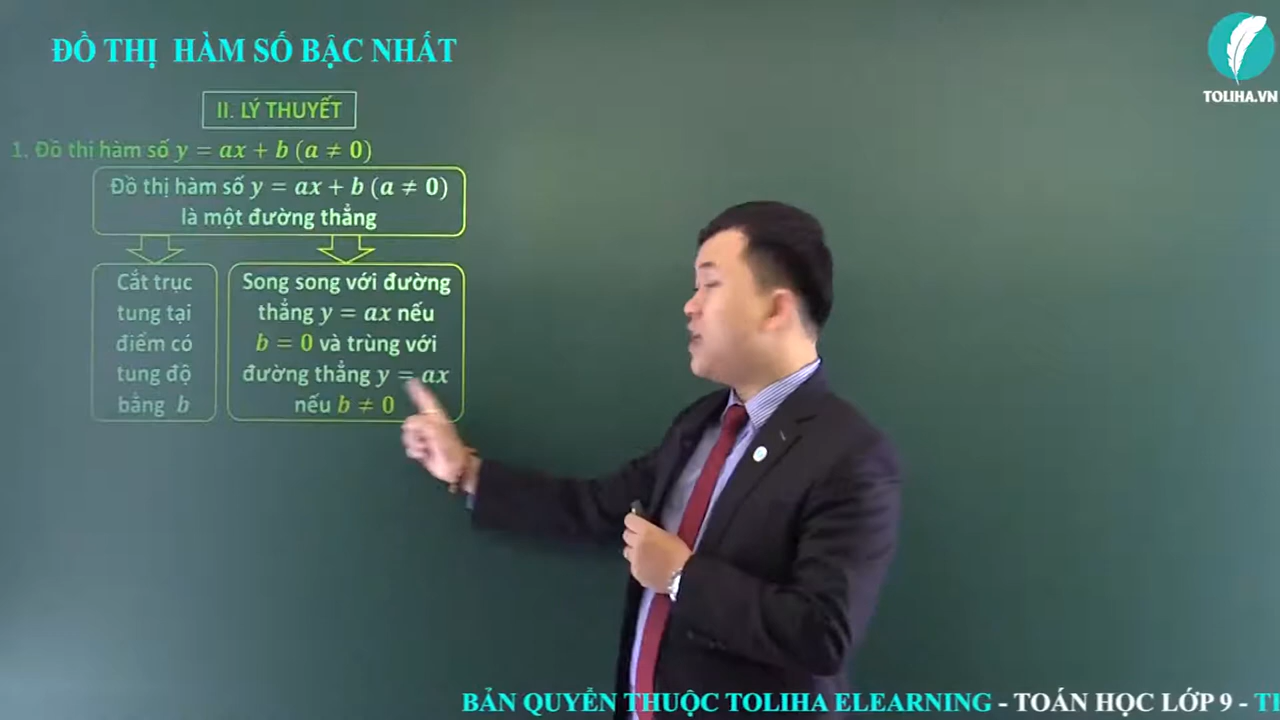 ĐỒ THỊ HÀM SỐ BẬC NHẤT
TOLIHA.VN
II. LÝ THUYẾT
1. Đồ thị hàm số y = ax + b (a ≠ 0)
Đồ thị hàm số y = ax + b (a ≠ 0)
là một đường thẳng
Cắt trục
tung tại
điểm có
tung độ
bằng b
Song song với đường
thẳng y = ax nếu
b = 0 và trùng với
đường thẳng y = ax
nếu b ≠ 0
BẢN QUYỀN THUỘC TOLIHA ELEARNING - TOÁN HỌC LỚP 9 -